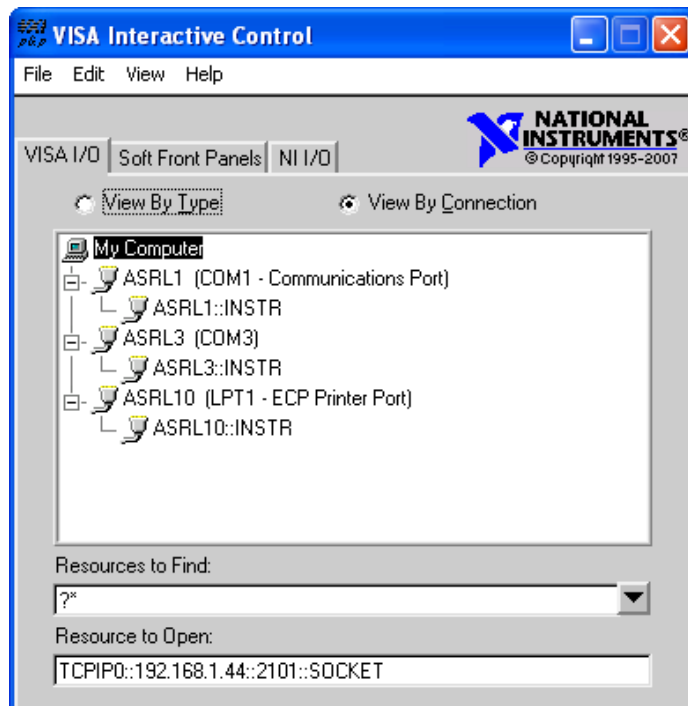 VISA Interactive Control
File Edit View Help
NATIONAL
INSTRUMENTS®
© Copyright 1995-2007
VISA I/O Soft Front Panels NI I/O
View By Type View By Connection
My Computer
ASRL1 (COM1 - Communications Port)
ASRL1::INSTR
ASRL3 (COM3)
ASRL3::INSTR
ASRL10 (LPT1 - ECP Printer Port)
ASRL10::INSTR
Resources to Find:
?*
Resource to Open:
TCPIP0::192.168.1.44::2101::SOCKET